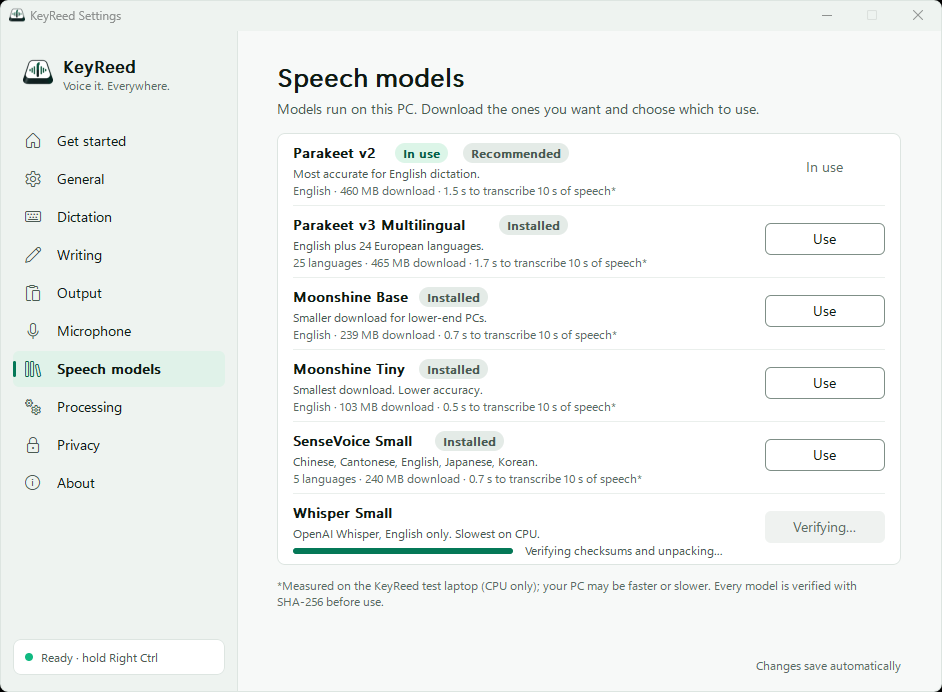 KeyReed Settings
KeyReed
Voice it. Everywhere.
Get started
General
Dictation
Writing
Output
Microphone
Speech models
Processing
Privacy
About
Ready · hold Right Ctrl
Speech models
Models run on this PC. Download the ones you want and choose which to use.
Parakeet v2 In use Recommended
Most accurate for English dictation.
English · 460 MB download · 1.5 s to transcribe 10 s of speech*
In use
Parakeet v3 Multilingual Installed
English plus 24 European languages.
25 languages · 465 MB download · 1.7 s to transcribe 10 s of speech*
Use
Moonshine Base Installed
Smaller download for lower-end PCs.
English · 239 MB download · 0.7 s to transcribe 10 s of speech*
Use
Moonshine Tiny Installed
Smallest download. Lower accuracy.
English · 103 MB download · 0.5 s to transcribe 10 s of speech*
Use
SenseVoice Small Installed
Chinese, Cantonese, English, Japanese, Korean.
5 languages · 240 MB download · 0.7 s to transcribe 10 s of speech*
Use
Whisper Small
OpenAI Whisper, English only. Slowest on CPU.
Verifying checksums and unpacking...
Verifying...
*Measured on the KeyReed test laptop (CPU only); your PC may be faster or slower. Every model is verified with
SHA-256 before use.
Changes save automatically